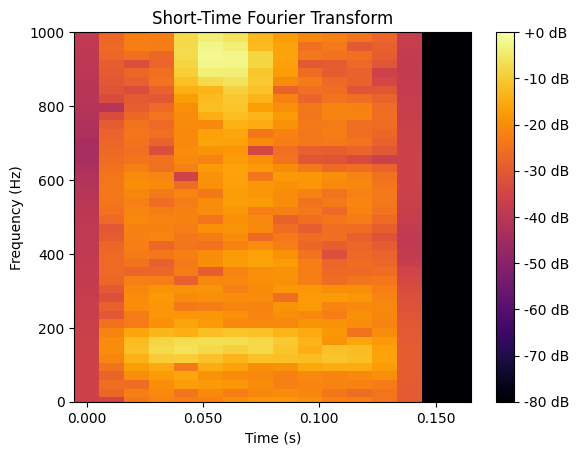 Short-Time Fourier Transform
1000
800
600
400
200
0
Frequency (Hz)
0.000
0.050
0.100
0.150
Time (s)
+0 dB
-10 dB
-20 dB
-30 dB
-40 dB
-50 dB
-60 dB
-70 dB
-80 dB